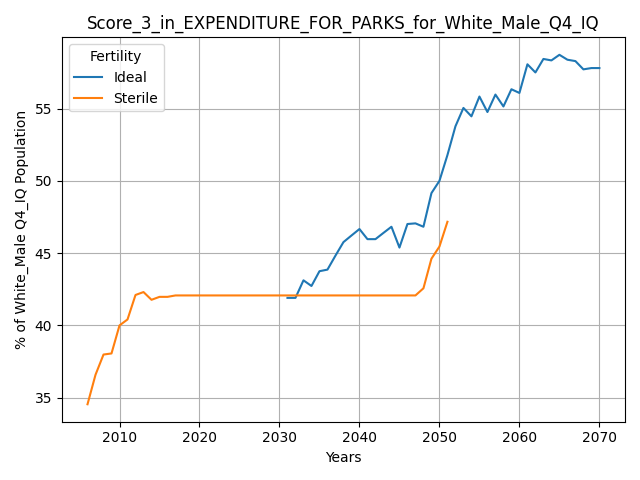 Score_3_in_EXPENDITURE_FOR_PARKS_for_White_Male_Q4_IQ
Fertility
Ideal
Sterile
% of White_Male Q4_IQ Population
55
50
45
40
35
2010 2020 2030 2040 2050 2060 2070
Years